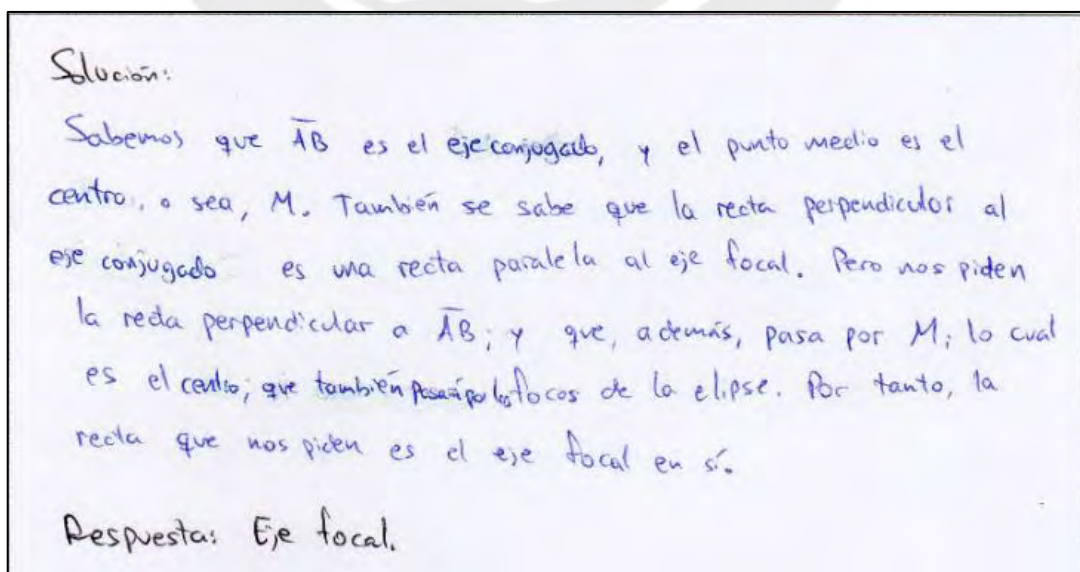 Solución:
Sabemos que AB es el eje conjugado, y el punto medio es el
centro, o sea, M. También se sabe que la recta perpendicular al
eje conjugado es una recta paralela al eje focal. Pero nos piden
la recta perpendicular a AB; y que, además, pasa por M; lo cual
es el centro; que también pasará por los focos de la elipse. Por tanto, la
recta que nos piden es el eje focal en sí.
Respuesta: Eje focal.